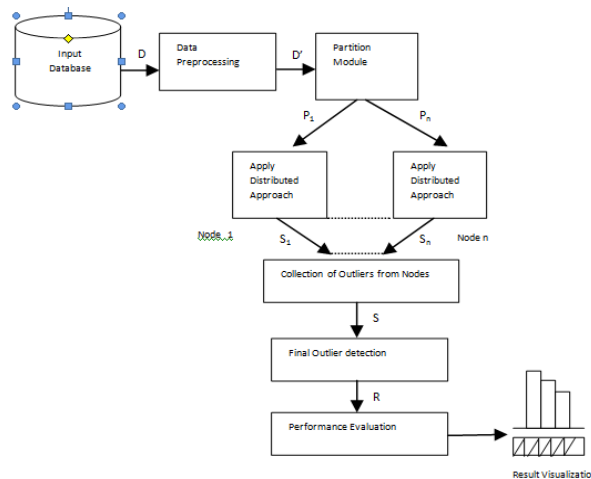 Input
Database
D
Data
Preprocessing
D'
Partition
Module
P1
Pn
Apply
Distributed
Approach
Apply
Distributed
Approach
Node 1
S1
Sn
Node n
Collection of Outliers from Nodes
S
Final Outlier detection
R
Performance Evaluation
Result Visualizatio